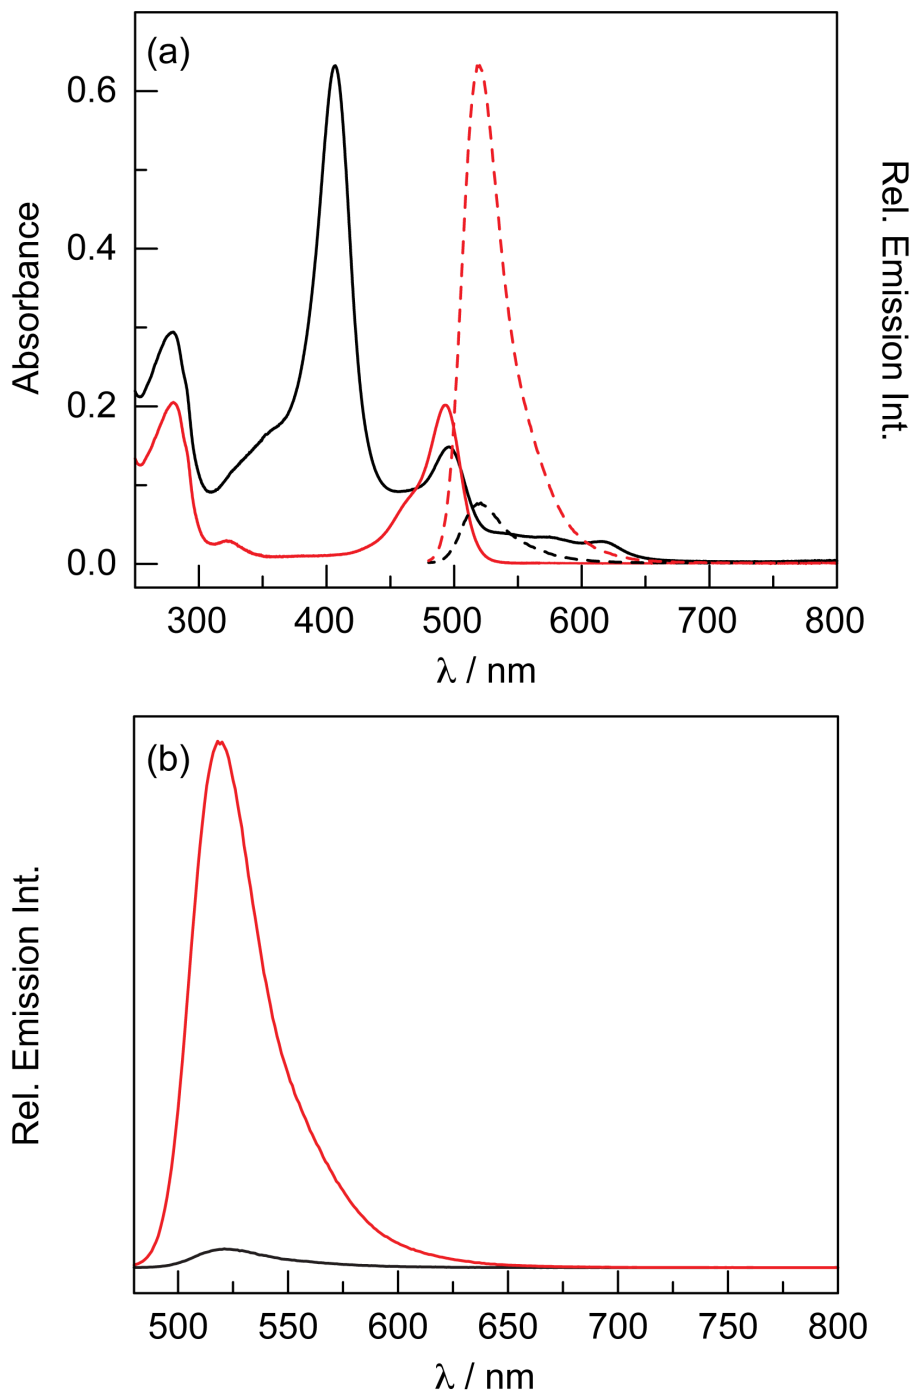 (a)
Absorbance
Rel. Emission Int.
0.6
0.4
0.2
0.0
300 400 500 600 700 800
λ / nm
(b)
Rel. Emission Int.
500 550 600 650 700 750 800
λ / nm